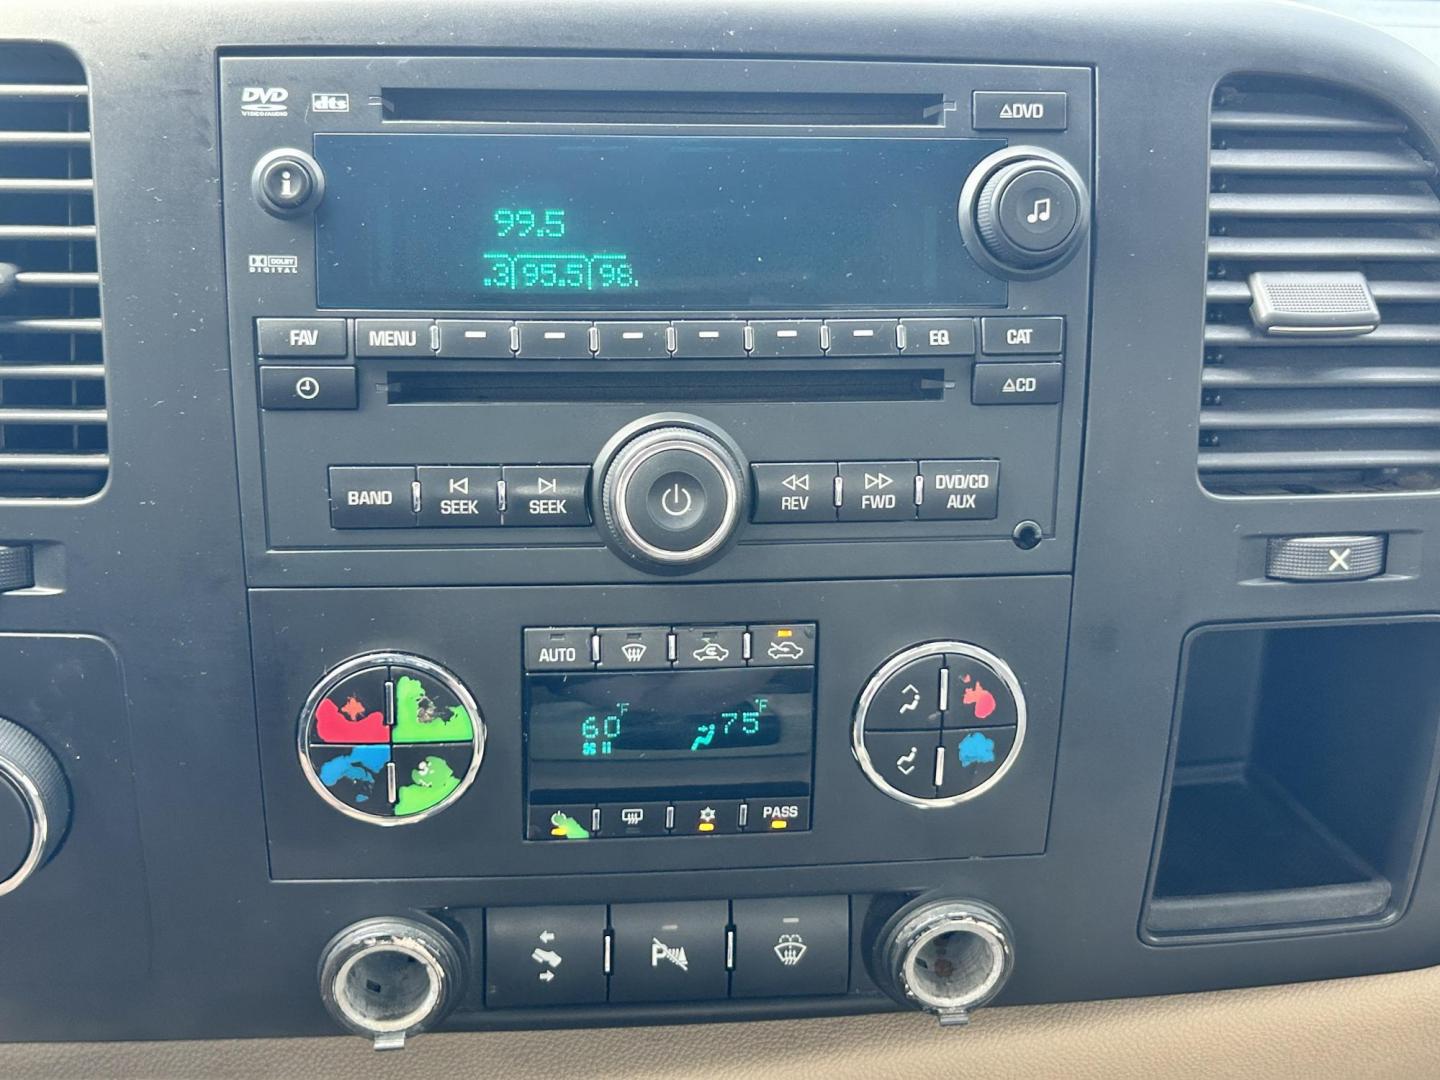 DVD dts △DVD
VIDEO/AUDIO
i
99.5
DOLBY
DIGITAL
.3|95.5|98.
FAV MENU EQ CAT
△CD
BAND SEEK SEEK REV FWD DVD/CD AUX
X
AUTO
60°F 75°F
PASS
P